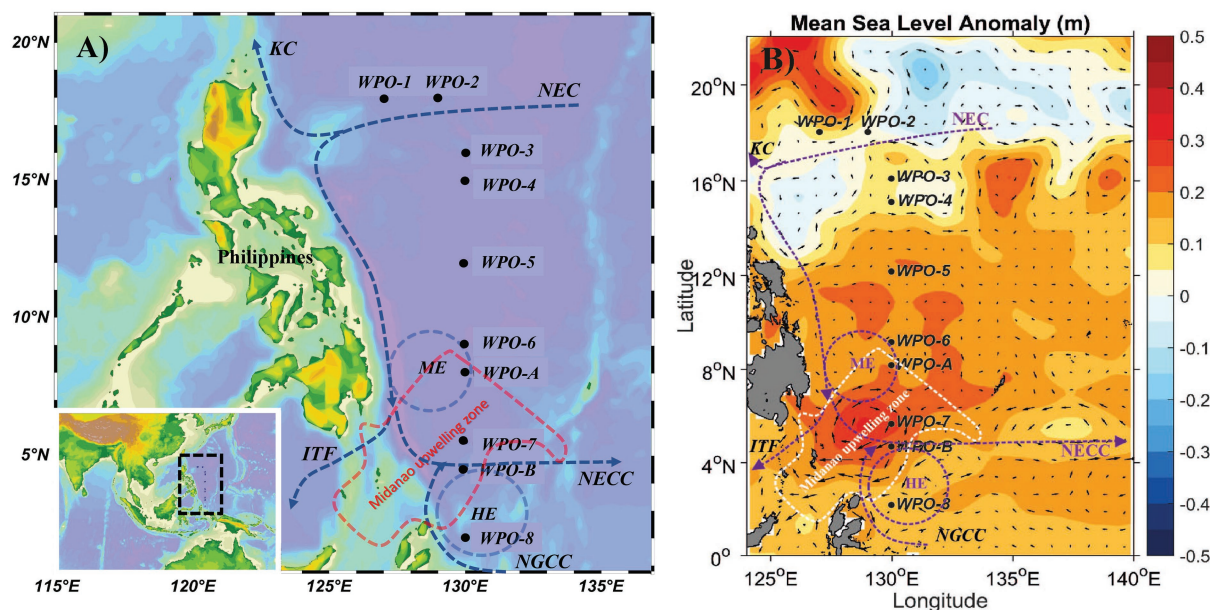 A)
20°N
15°N
10°N
5°N
115°E
120°E
125°E
130°E
135°E
KC
WPO-1
WPO-2
NEC
WPO-3
WPO-4
Philippines
WPO-5
WPO-6
ME
WPO-A
WPO-7
ITF
Midanao upwelling zone
WPO-B
NECC
HE
WPO-8
NGCC
Mean Sea Level Anomaly (m)
B)
20°N
16°N
12°N
8°N
4°N
0°
Latitude
125°E
130°E
135°E
140°E
Longitude
WPO-1
WPO-2
NEC
KC
WPO-3
WPO-4
WPO-5
WPO-6
ME
WPO-A
WPO-7
Midanao upwelling zone
WPO-B
ITF
NECC
HE
WPO-8
NGCC
0.5
0.4
0.3
0.2
0.1
0
-0.1
-0.2
-0.3
-0.4
-0.5